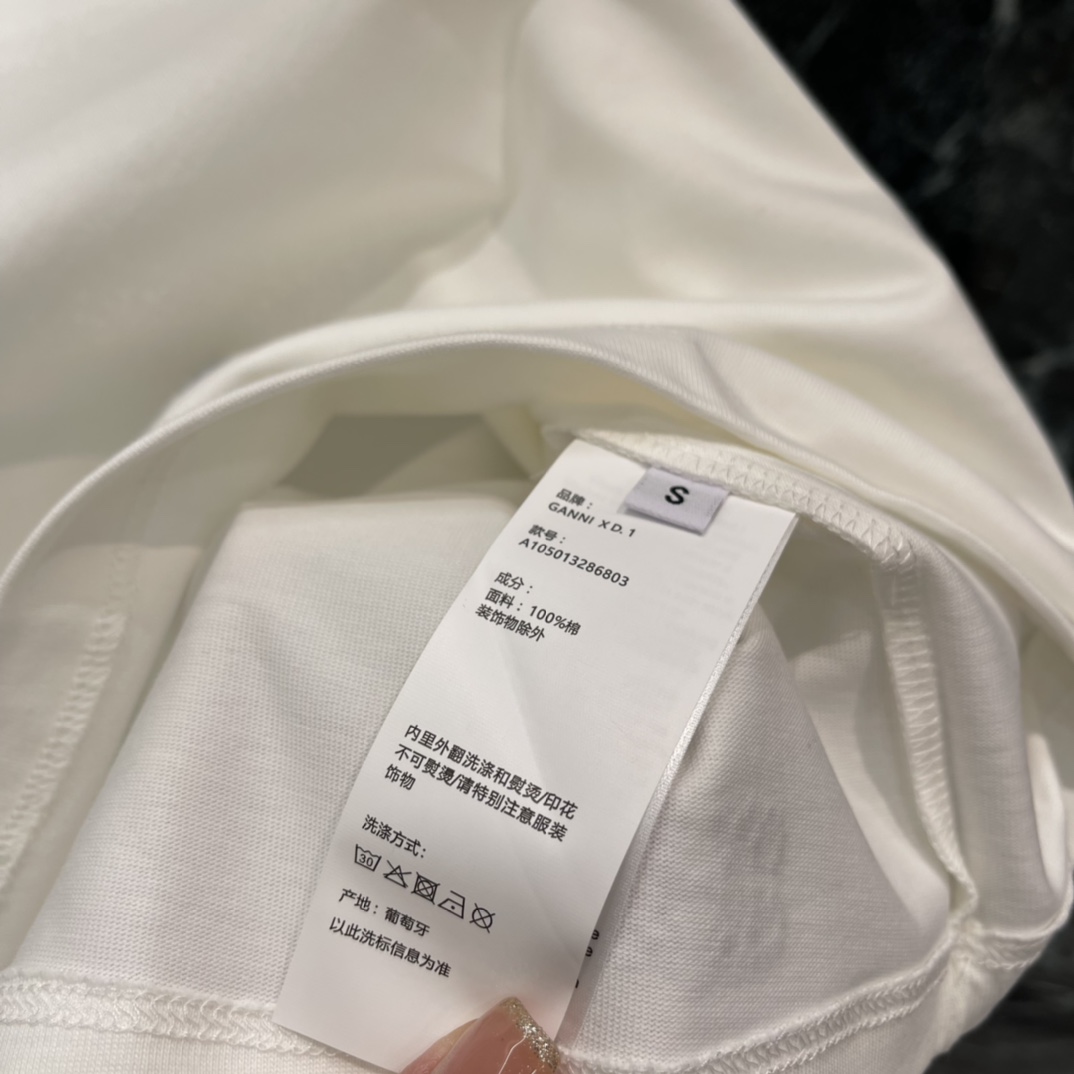 S
品牌：
GANNI X D.1
款号：
A105013286803
成分：
面料：100%棉
装饰物除外
内里外翻洗涤和熨烫/印花
不可熨烫/请特别注意服装
饰物
洗涤方式：
30
产地：葡萄牙
以此洗标信息为准